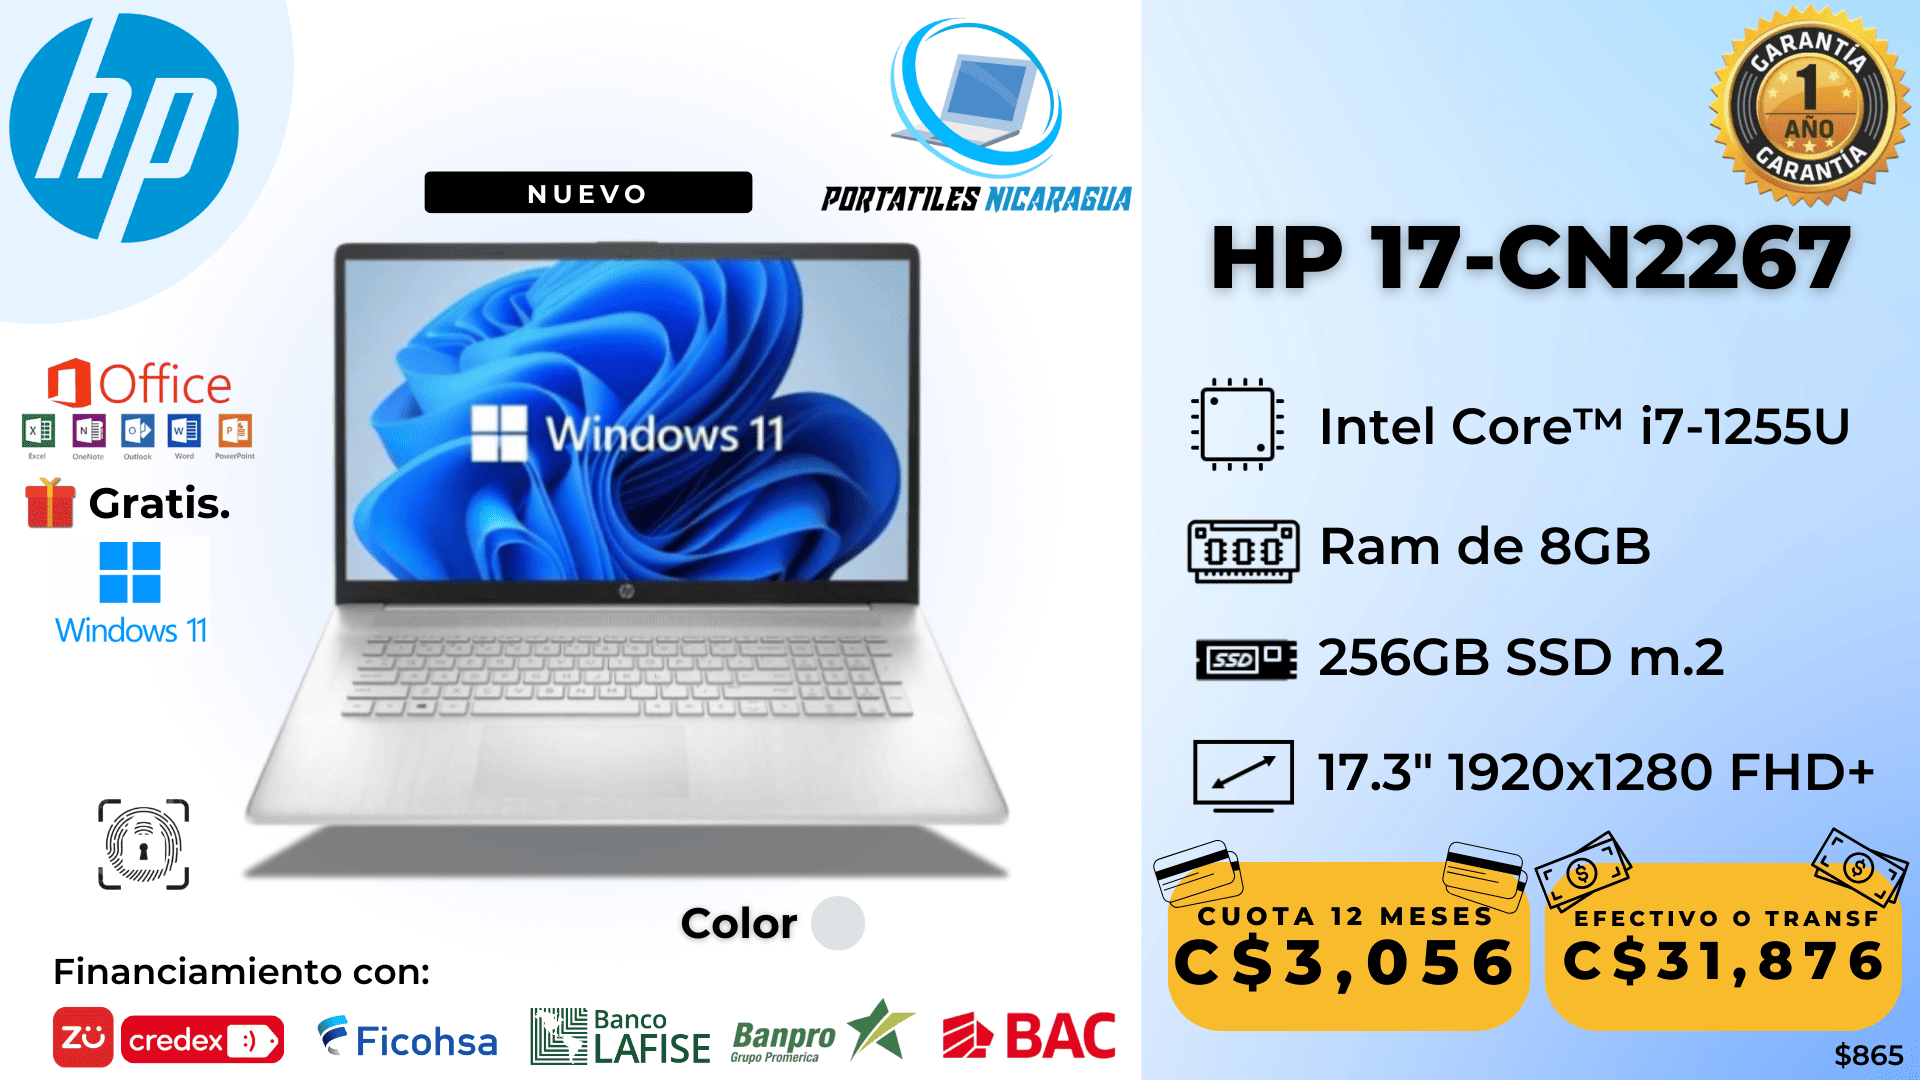 hp
PORTATILES NICARAGUA
NUEVO
Windows 11
hp
Office
Excel OneNote Outlook Word PowerPoint
Gratis.
Windows 11
Color
Financiamiento con:
zū credex :)
Ficohsa
Banco
LAFISE
Banpro
Grupo Promerica
BAC
GARANTÍA
1
AÑO
GARANTÍA
HP 17-CN2267
Intel Core™ i7-1255U
Ram de 8GB
SSD
256GB SSD m.2
17.3" 1920x1280 FHD+
CUOTA 12 MESES
C$3,056
EFECTIVO O TRANSF
C$31,876
$865